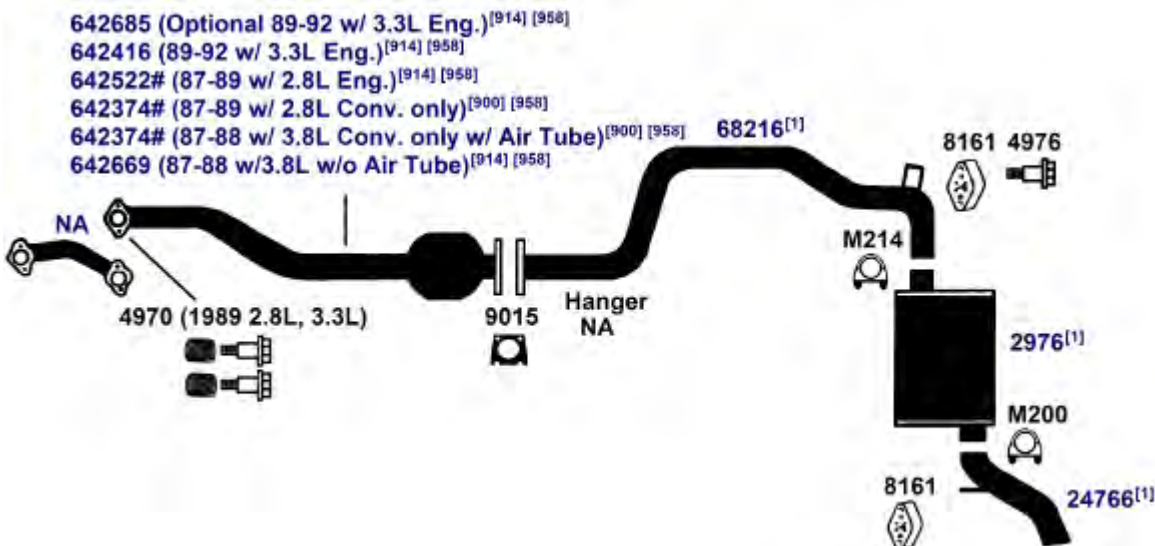 642685 (Optional 89-92 w/ 3.3L Eng.)[914] [958]
642416 (89-92 w/ 3.3L Eng.)[914] [958]
642522# (87-89 w/ 2.8L Eng.)[914] [958]
642374# (87-89 w/ 2.8L Conv. only)[900] [958]
642374# (87-88 w/ 3.8L Conv. only w/ Air Tube)[900] [958]
642669 (87-88 w/3.8L w/o Air Tube)[914] [958]
68216[1]
8161 4976
NA
M214
4970 (1989 2.8L, 3.3L)
9015
Hanger
NA
2976[1]
M200
8161
24766[1]